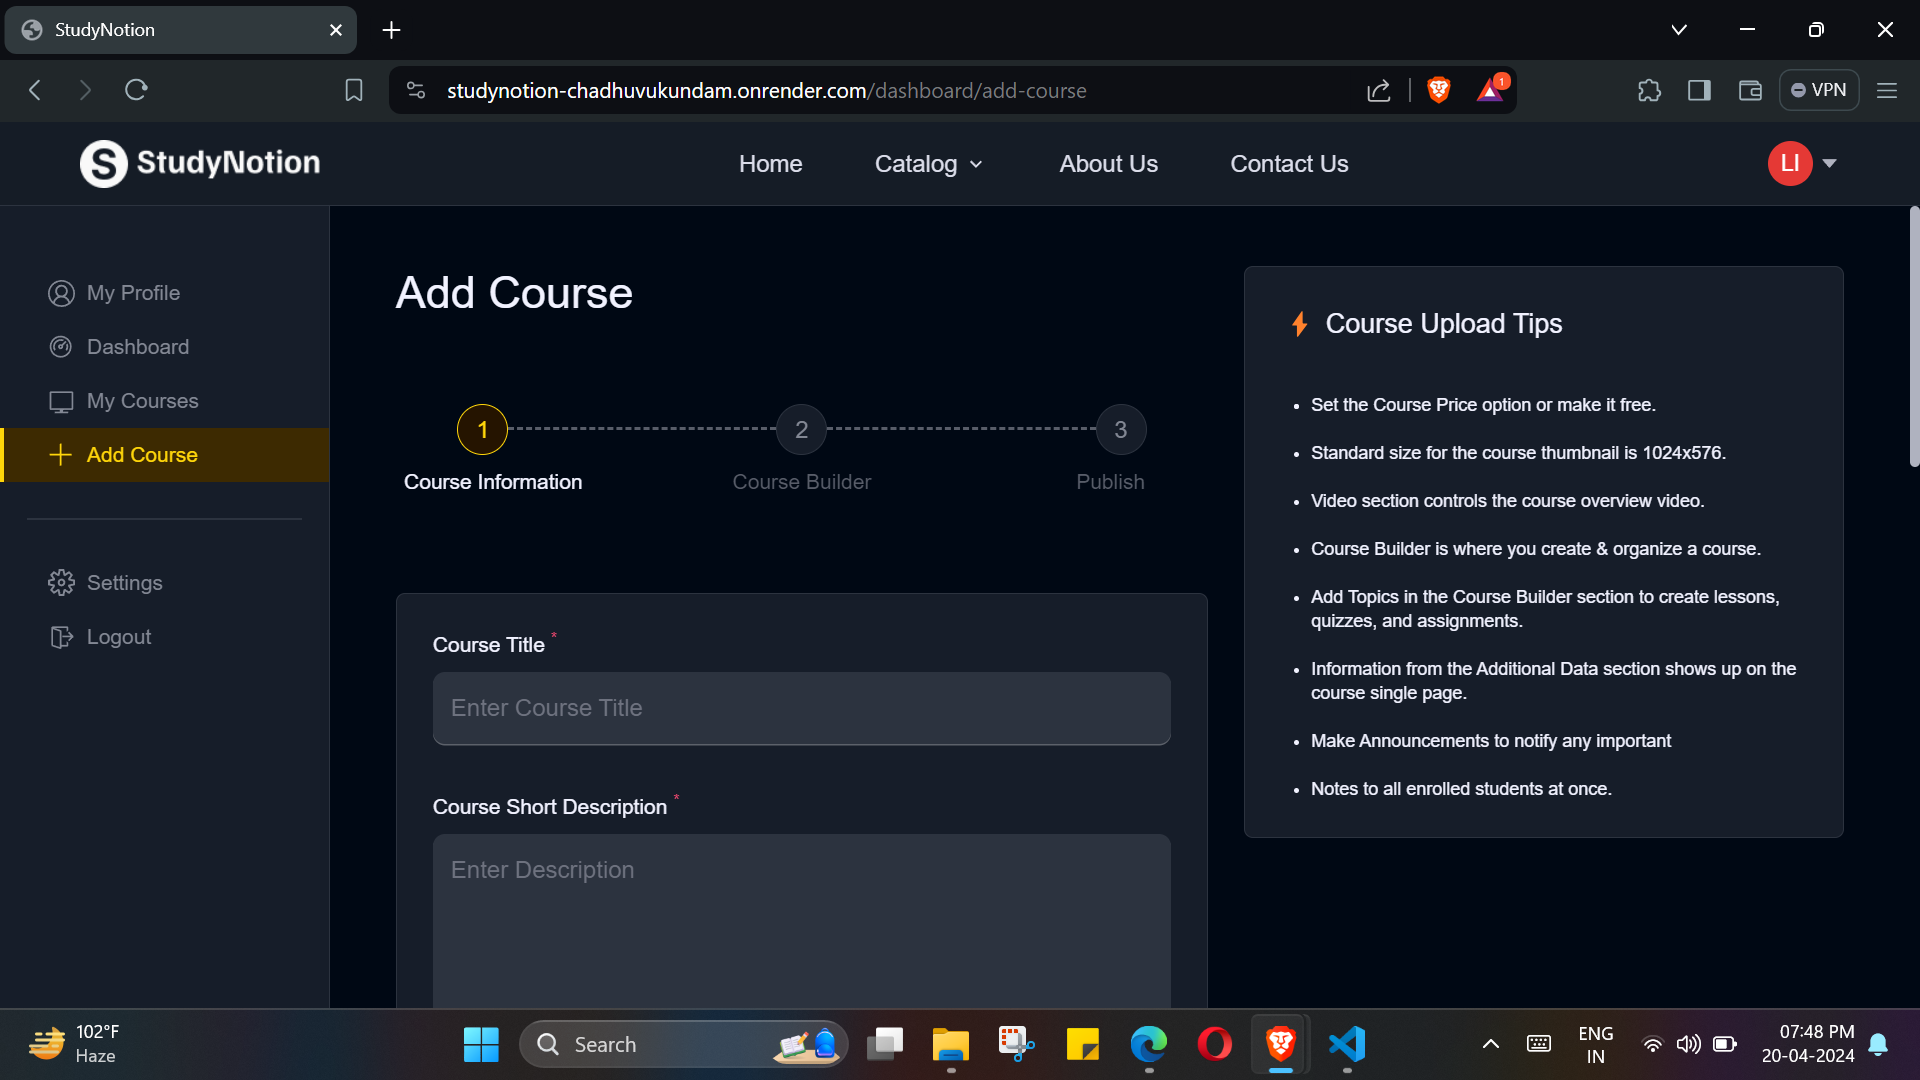 StudyNotion
studynotion-chadhuvukundam.onrender.com/dashboard/add-course
1
VPN
S StudyNotion
Home
Catalog
About Us
Contact Us
LI
My Profile
Dashboard
My Courses
Add Course
Settings
Logout
Add Course
1
2
3
Course Information
Course Builder
Publish
Course Title *
Enter Course Title
Course Short Description *
Enter Description
Course Upload Tips
• Set the Course Price option or make it free.
• Standard size for the course thumbnail is 1024x576.
• Video section controls the course overview video.
• Course Builder is where you create & organize a course.
• Add Topics in the Course Builder section to create lessons,
quizzes, and assignments.
• Information from the Additional Data section shows up on the
course single page.
• Make Announcements to notify any important
• Notes to all enrolled students at once.
102°F
Haze
Search
ENG
IN
07:48 PM
20-04-2024